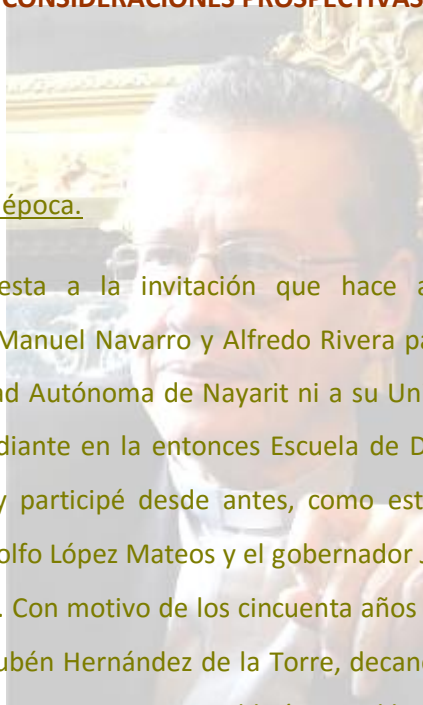 CONSIDERACIONES PROSPECTIVAS
época.
esta a la invitación que hace a
Manuel Navarro y Alfredo Rivera pa
ad Autónoma de Nayarit ni a su Un
diante en la entonces Escuela de D
y participé desde antes, como est
olfo López Mateos y el gobernador J
. Con motivo de los cincuenta años
ubén Hernández de la Torre, decano